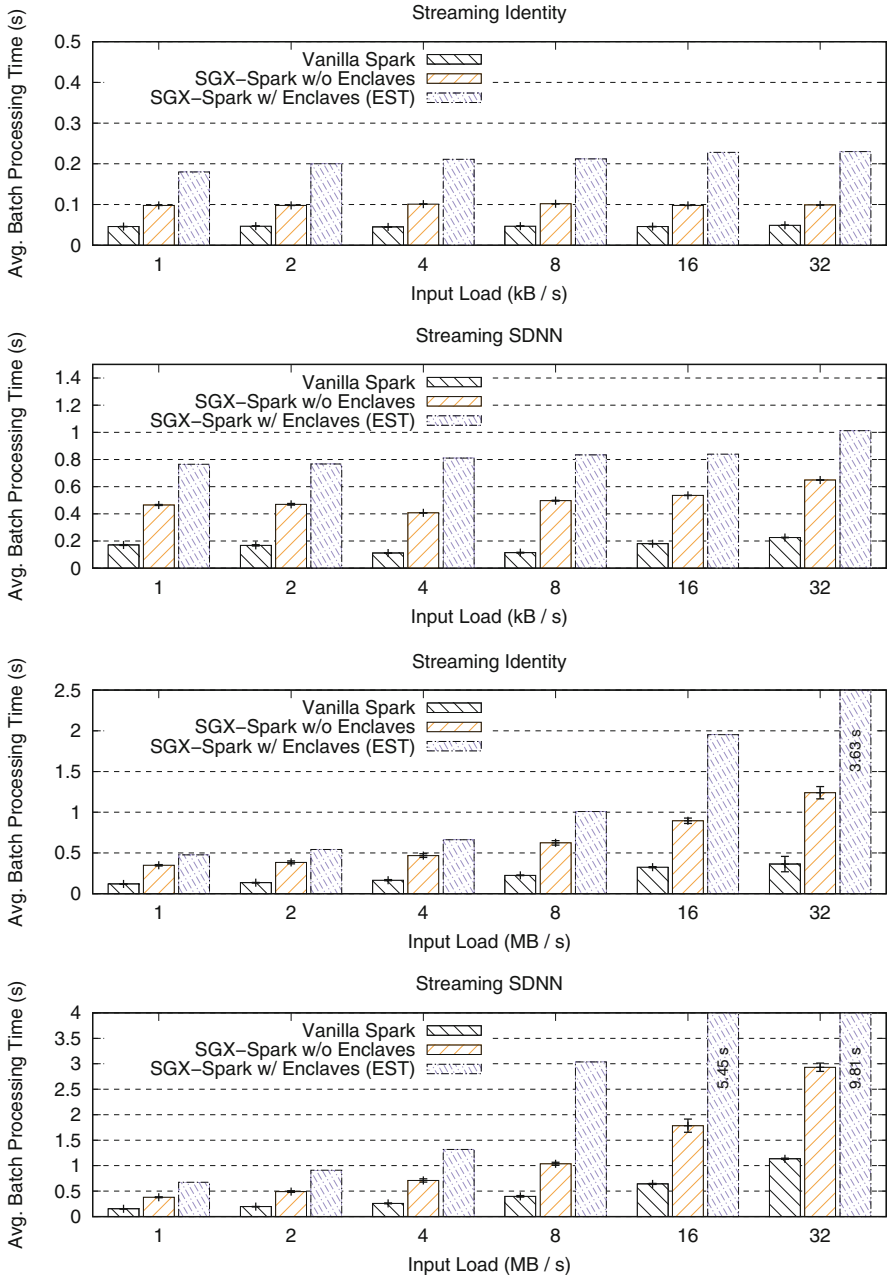 Streaming Identity
Avg. Batch Processing Time (s)
0.5
0.4
0.3
0.2
0.1
0
Vanilla Spark
SGX−Spark w/o Enclaves
SGX−Spark w/ Enclaves (EST)
1 2 4 8 16 32
Input Load (kB / s)
Streaming SDNN
Avg. Batch Processing Time (s)
1.4
1.2
1
0.8
0.6
0.4
0.2
0
Vanilla Spark
SGX−Spark w/o Enclaves
SGX−Spark w/ Enclaves (EST)
1 2 4 8 16 32
Input Load (kB / s)
Streaming Identity
Avg. Batch Processing Time (s)
2.5
2
1.5
1
0.5
0
Vanilla Spark
SGX−Spark w/o Enclaves
SGX−Spark w/ Enclaves (EST)
3.63 s
1 2 4 8 16 32
Input Load (MB / s)
Streaming SDNN
Avg. Batch Processing Time (s)
4
3.5
3
2.5
2
1.5
1
0.5
0
Vanilla Spark
SGX−Spark w/o Enclaves
SGX−Spark w/ Enclaves (EST)
5.45 s
9.81 s
1 2 4 8 16 32
Input Load (MB / s)